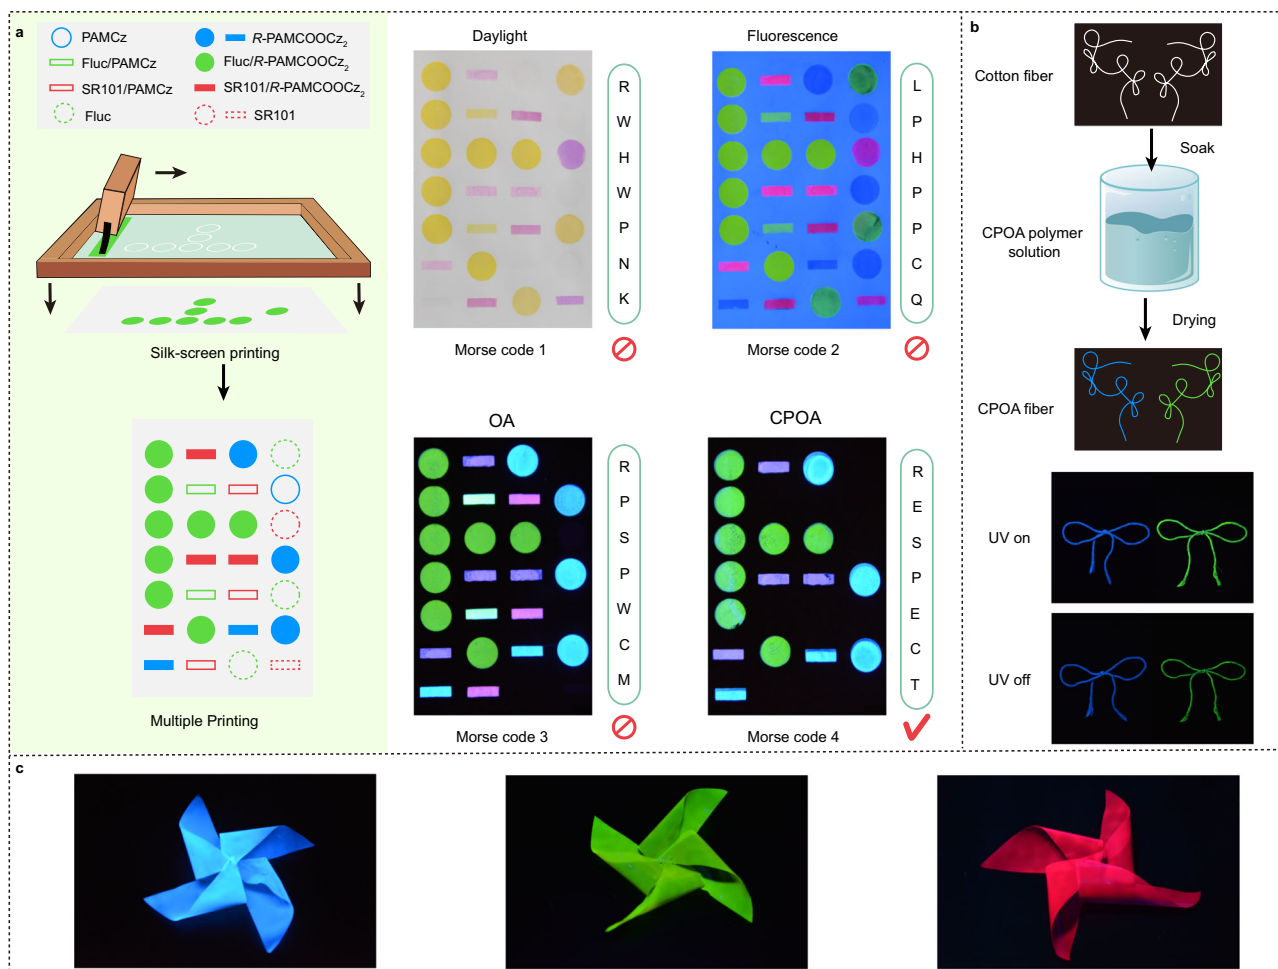 a
PAMCz
R-PAMCOOCz2
Fluc/PAMCz
Fluc/R-PAMCOOCz2
SR101/PAMCz
SR101/R-PAMCOOCz2
Fluc
SR101
Silk-screen printing
Multiple Printing
Daylight
R
W
H
W
P
N
K
Morse code 1
Fluorescence
L
P
H
P
P
C
Q
Morse code 2
OA
R
P
S
P
W
C
M
Morse code 3
CPOA
R
E
S
P
E
C
T
Morse code 4
b
Cotton fiber
Soak
CPOA polymer
solution
Drying
CPOA fiber
UV on
UV off
c